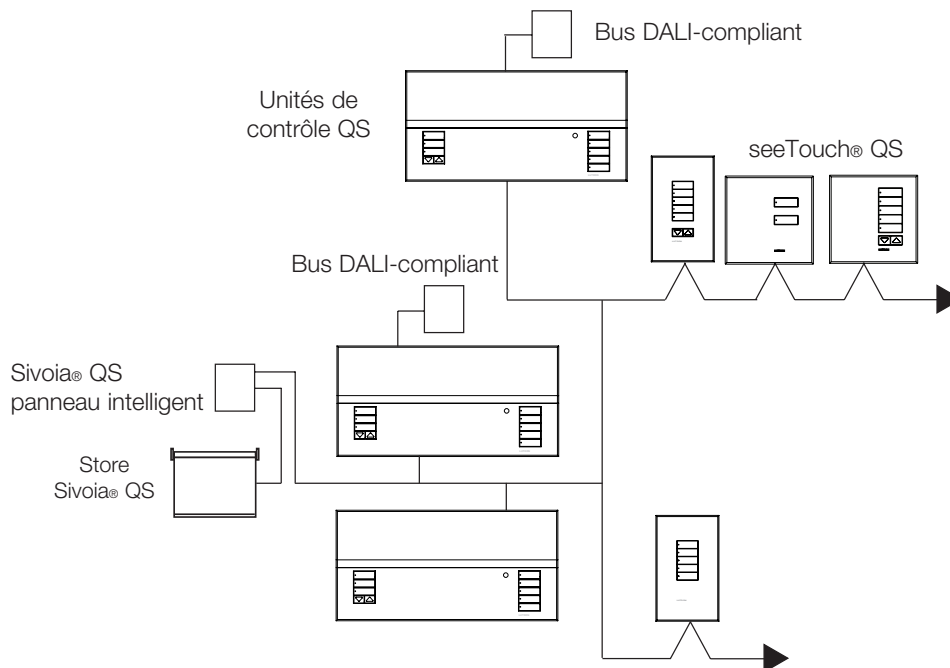 Bus DALI-compliant
Unités de
contrôle QS
seeTouch® QS
Bus DALI-compliant
Sivoia® QS
panneau intelligent
Store
Sivoia® QS